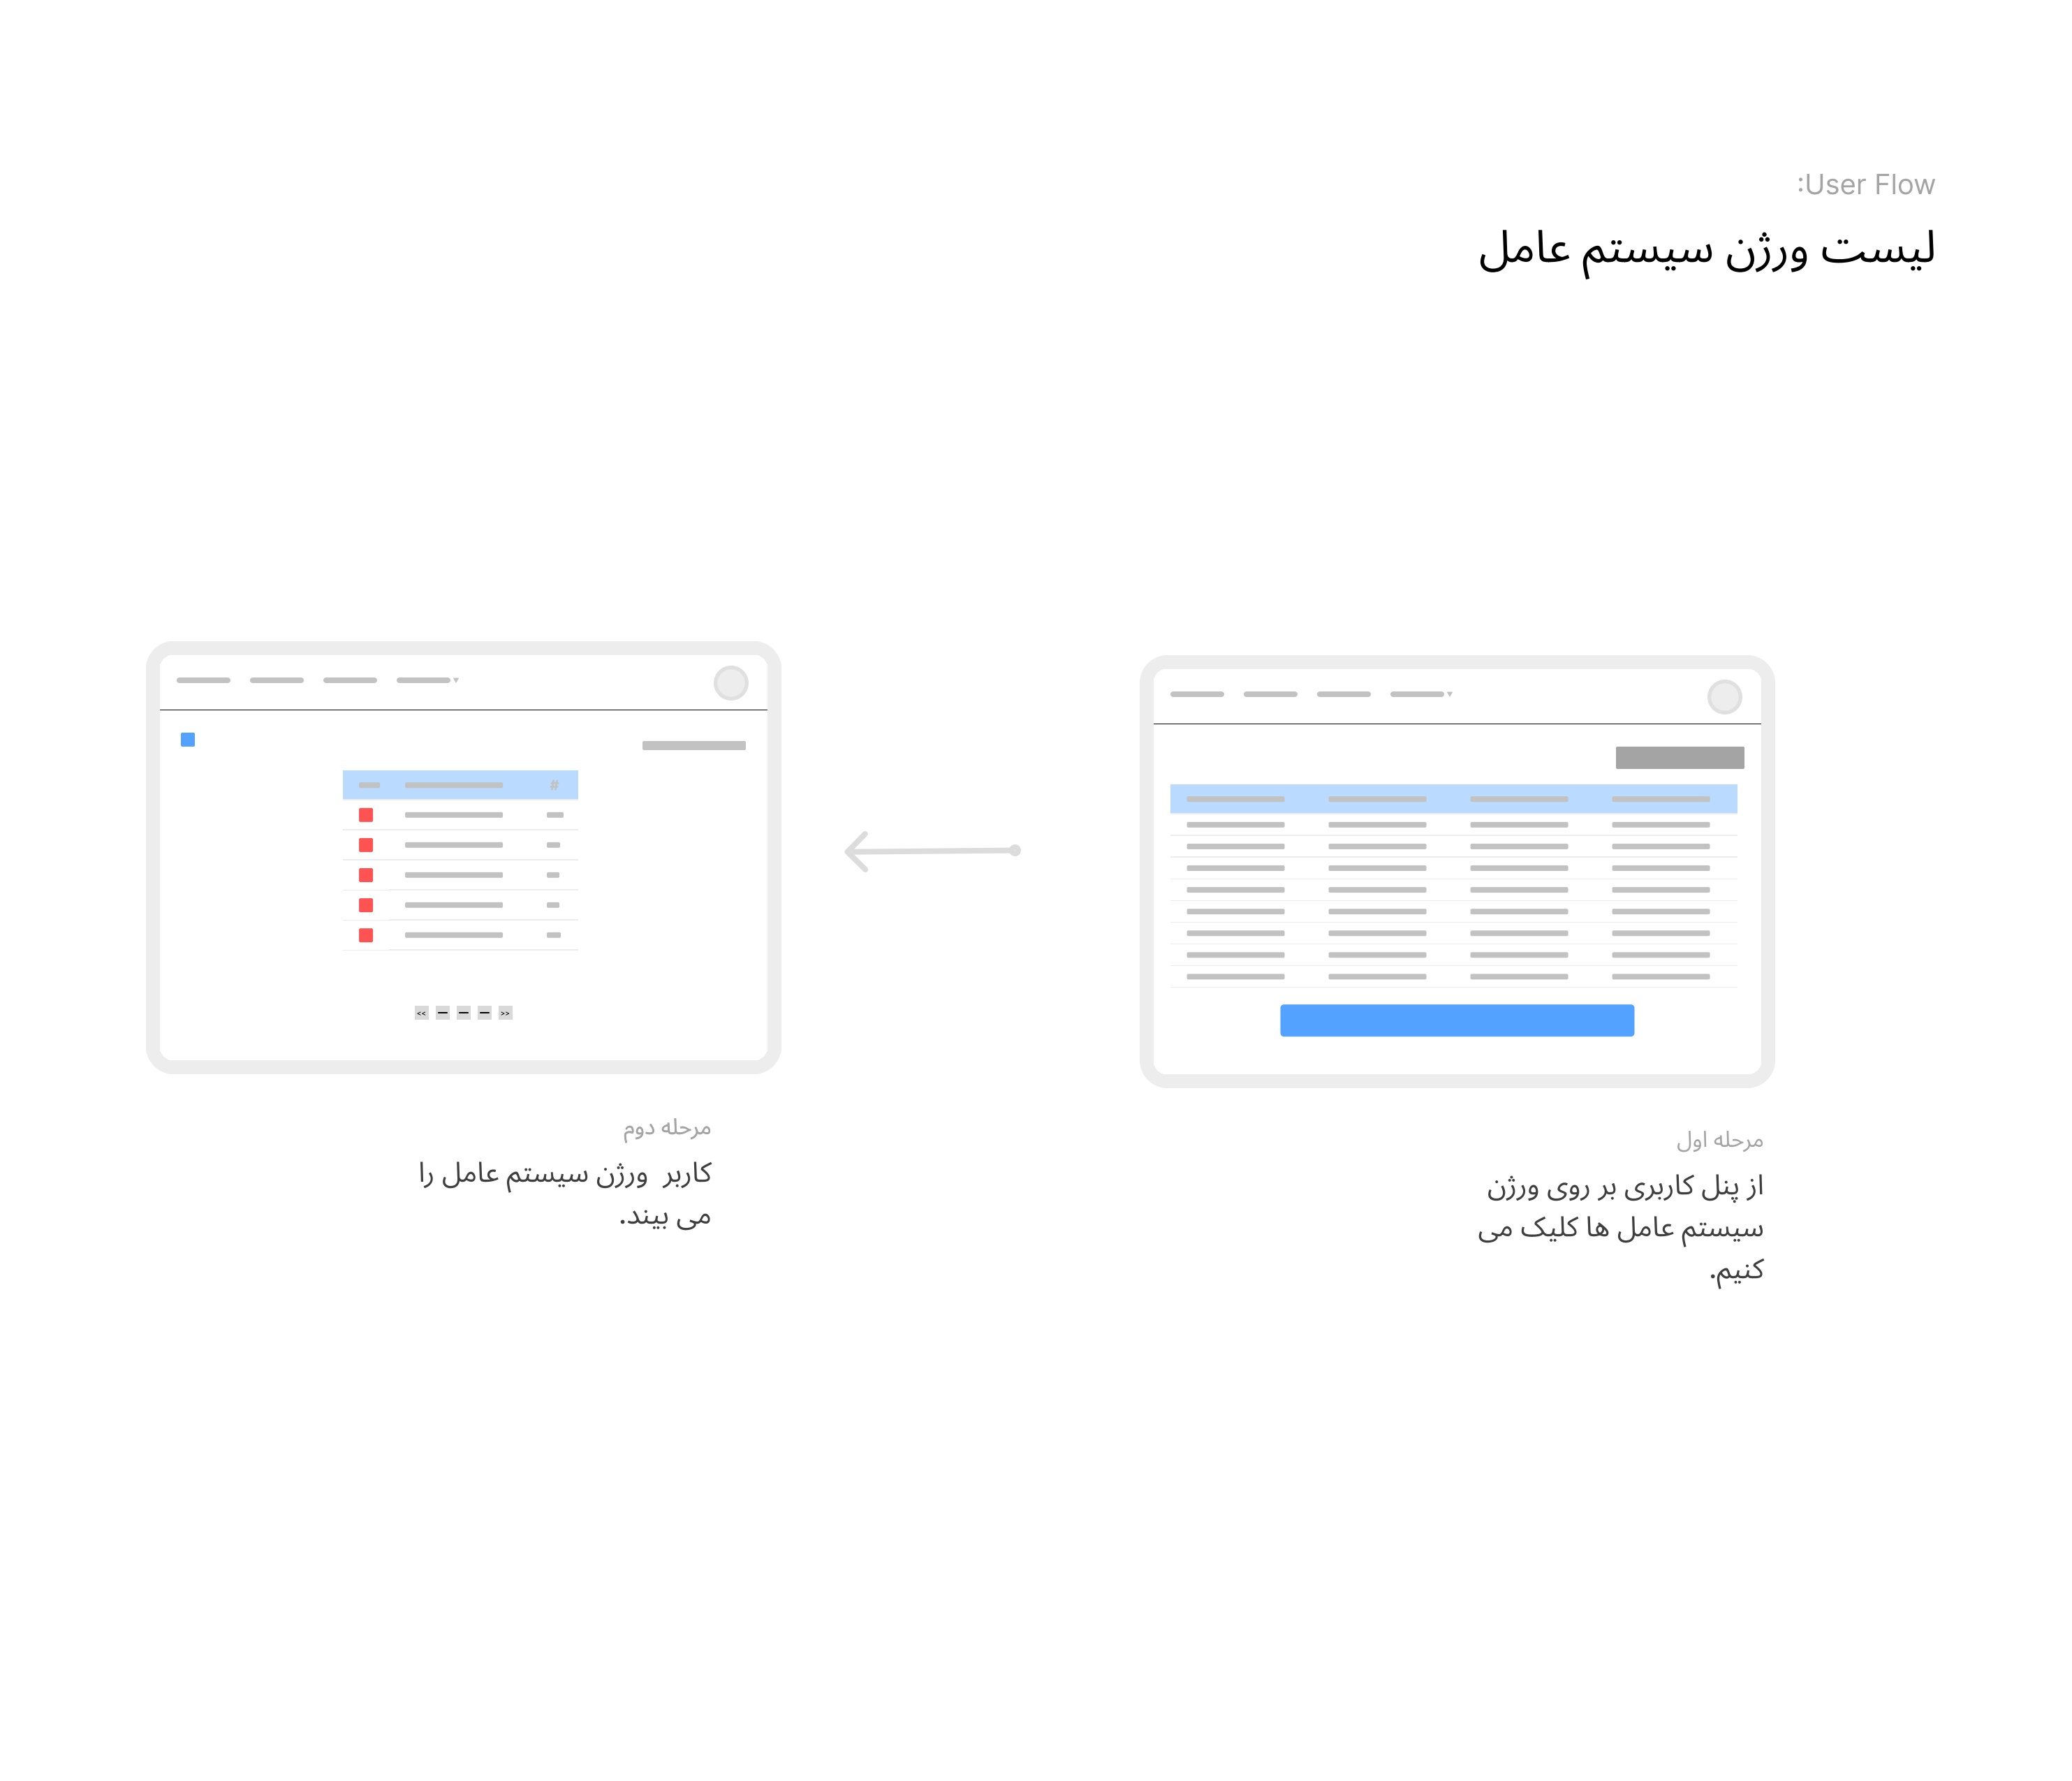 User Flow:
لیست ورژن سیستم عامل
#
<< >>
مرحله اول
از پنل کاربری بر روی ورژن
سیستم عامل ها کلیک می
کنیم.
مرحله دوم
کاربر ورژن سیستم عامل را
می بیند.